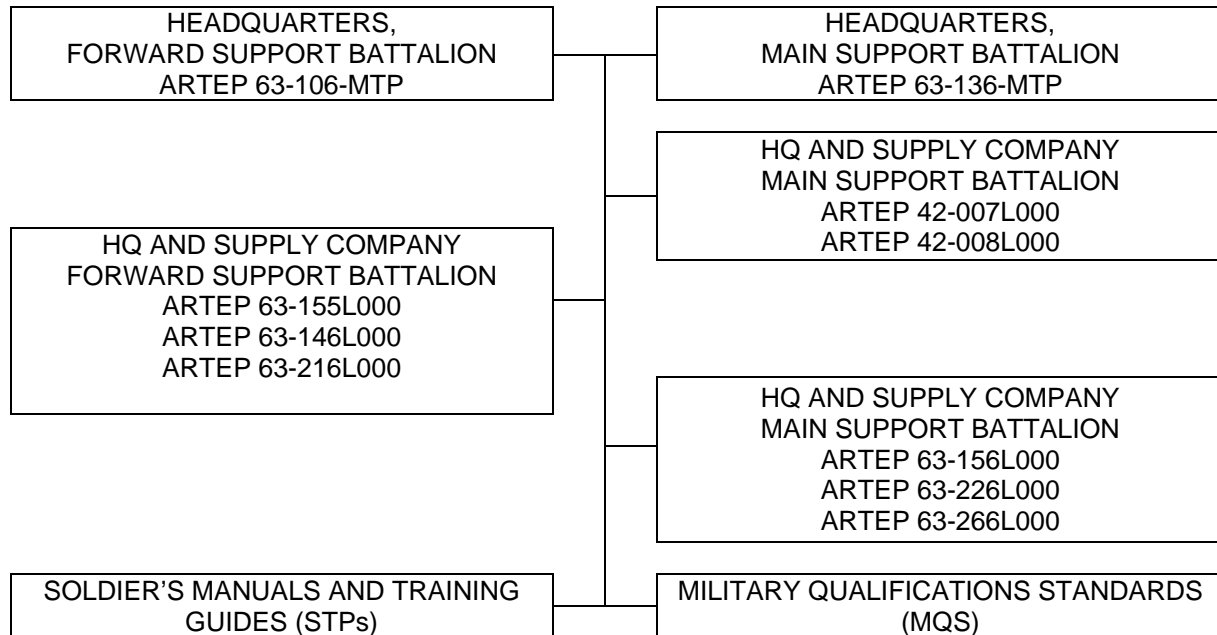 HEADQUARTERS,
FORWARD SUPPORT BATTALION
ARTEP 63-106-MTP
HEADQUARTERS,
MAIN SUPPORT BATTALION
ARTEP 63-136-MTP
HQ AND SUPPLY COMPANY
MAIN SUPPORT BATTALION
ARTEP 42-007L000
ARTEP 42-008L000
HQ AND SUPPLY COMPANY
FORWARD SUPPORT BATTALION
ARTEP 63-155L000
ARTEP 63-146L000
ARTEP 63-216L000
HQ AND SUPPLY COMPANY
MAIN SUPPORT BATTALION
ARTEP 63-156L000
ARTEP 63-226L000
ARTEP 63-266L000
SOLDIER'S MANUALS AND TRAINING
GUIDES (STPs)
MILITARY QUALIFICATIONS STANDARDS
(MQS)